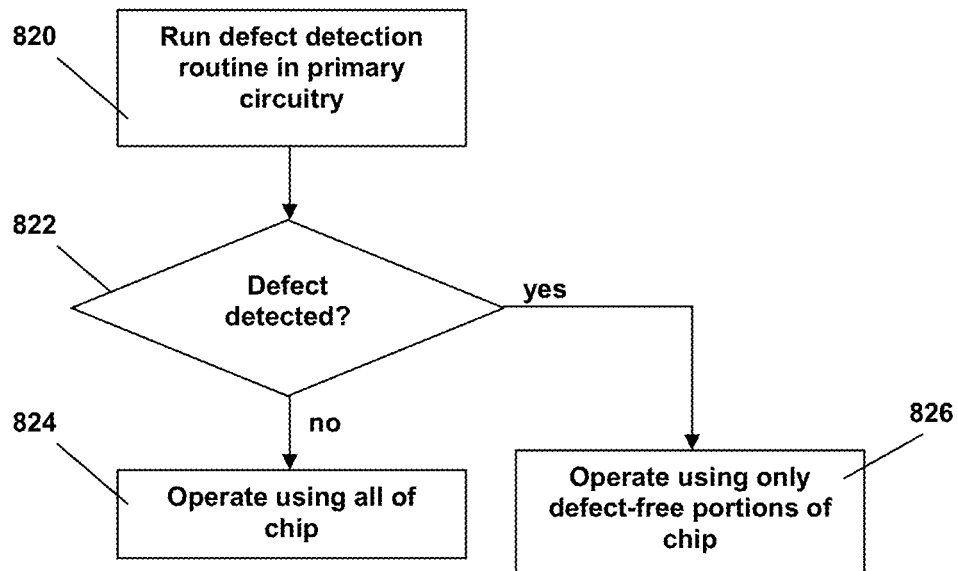 820
Run defect detection
routine in primary
circuitry
822
Defect
detected?
yes
824
no
826
Operate using all of
chip
Operate using only
defect-free portions of
chip